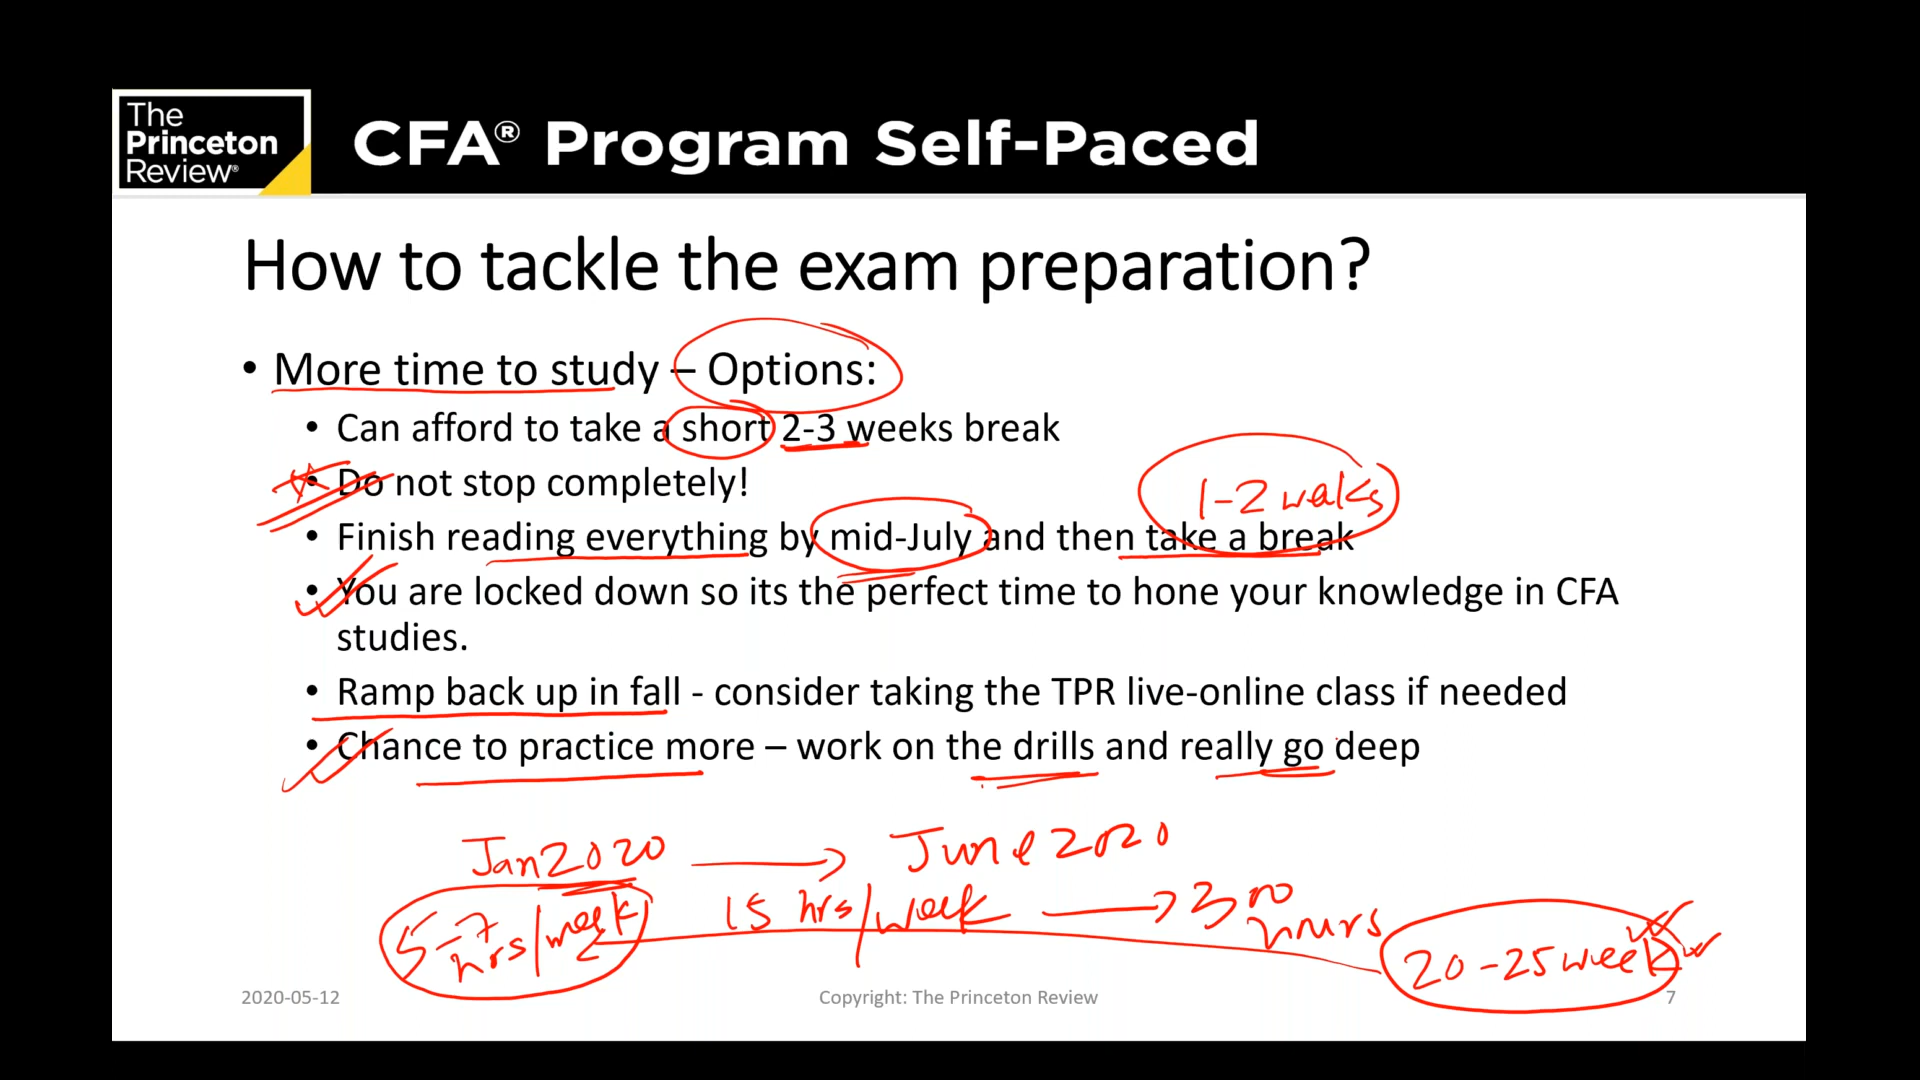 The
Princeton
Review®
CFA® Program Self-Paced
How to tackle the exam preparation?
• More time to study – Options:
• Can afford to take a short 2-3 weeks break
• Do not stop completely!
1-2 weeks
• Finish reading everything by mid-July and then take a break
• You are locked down so its the perfect time to hone your knowledge in CFA
studies.
• Ramp back up in fall - consider taking the TPR live-online class if needed
• Chance to practice more – work on the drills and really go deep
Jan 2020 → June 2020
5-7 hrs/week 15 hrs/week → 300 hours
20-25 week
2020-05-12 Copyright: The Princeton Review 7